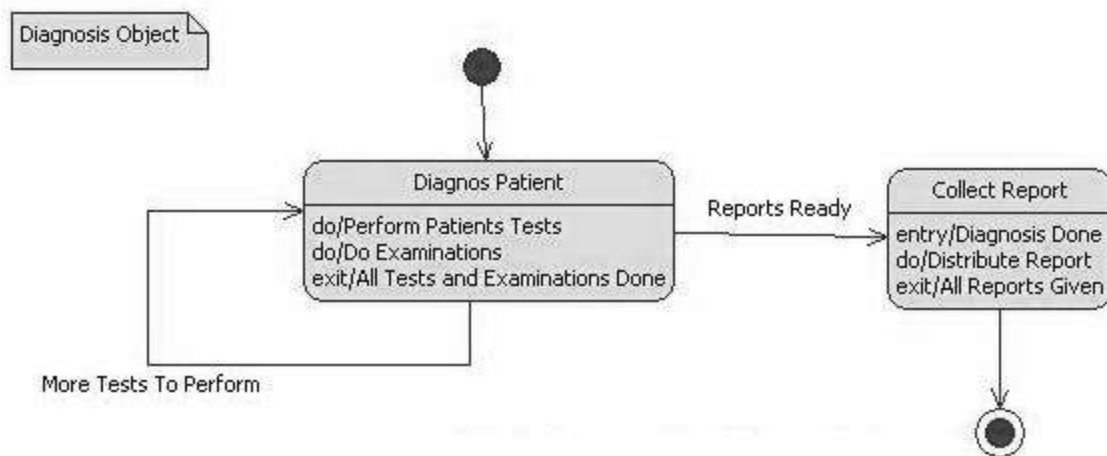 Diagnosis Object
Diagnos Patient
do/Perform Patients Tests
do/Do Examinations
exit/All Tests and Examinations Done
Reports Ready
Collect Report
entry/Diagnosis Done
do/Distribute Report
exit/All Reports Given
More Tests To Perform